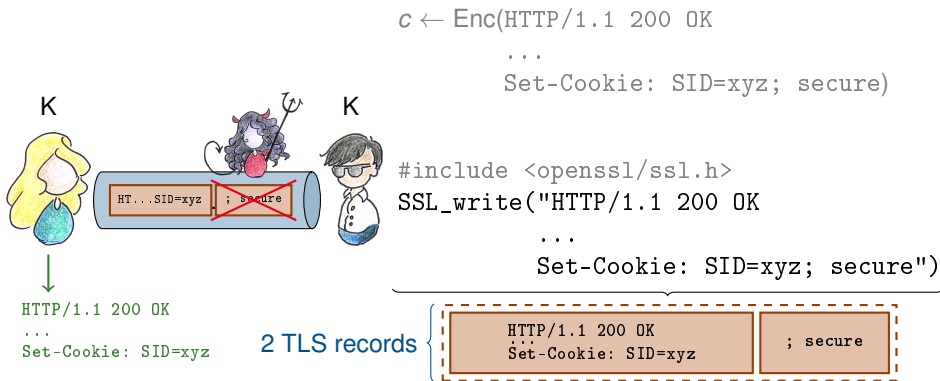 c ← Enc(HTTP/1.1 200 OK
...
Set-Cookie: SID=xyz; secure)
K
K
HT...SID=xyz
; secure
#include <openssl/ssl.h>
SSL_write("HTTP/1.1 200 OK
...
Set-Cookie: SID=xyz; secure")
HTTP/1.1 200 OK
...
Set-Cookie: SID=xyz
2 TLS records
HTTP/1.1 200 OK
...
Set-Cookie: SID=xyz
; secure